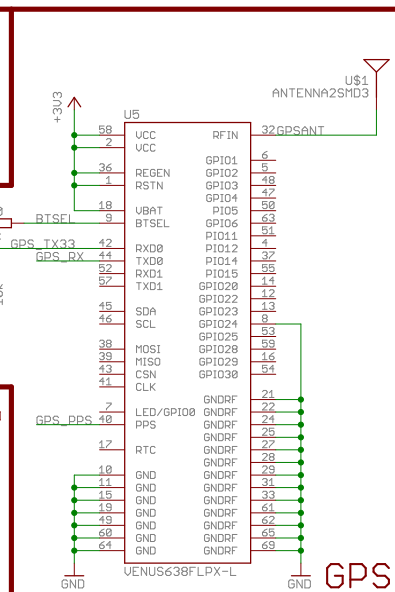 U$1
ANTENNA2SMD3
+3V3
U5
58 VCC RFIN 32 GPSANT
2 VCC
GPIO1 6
36 REGEN GPIO2 5
1 RSTN GPIO3 48
GPIO4 47
18 VBAT PIO5 50
BTSEL 9 BTSEL GPIO6 63
PIO11 51
GPS_TX33 42 RXD0 PIO12 4
GPS_RX 44 TXD0 PIO14 37
52 RXD1 PIO15 55
57 TXD1 GPIO20 14
GPIO22 12
45 SDA GPIO23 13
46 SCL GPIO24 8
GPIO25 53
38 MOSI GPIO28 59
39 MISO GPIO29 16
43 CSN GPIO30 54
41 CLK
GNDRF 21
7 LED/GPIO0 GNDRF 22
GPS_PPS 40 PPS GNDRF 24
GNDRF 25
17 RTC GNDRF 27
GNDRF 28
10 GND GNDRF 29
11 GND GNDRF 31
15 GND GNDRF 33
19 GND GNDRF 61
49 GND GNDRF 62
60 GND GNDRF 65
64 GND GNDRF 69
VENUS638FLPX-L
GND GND GPS